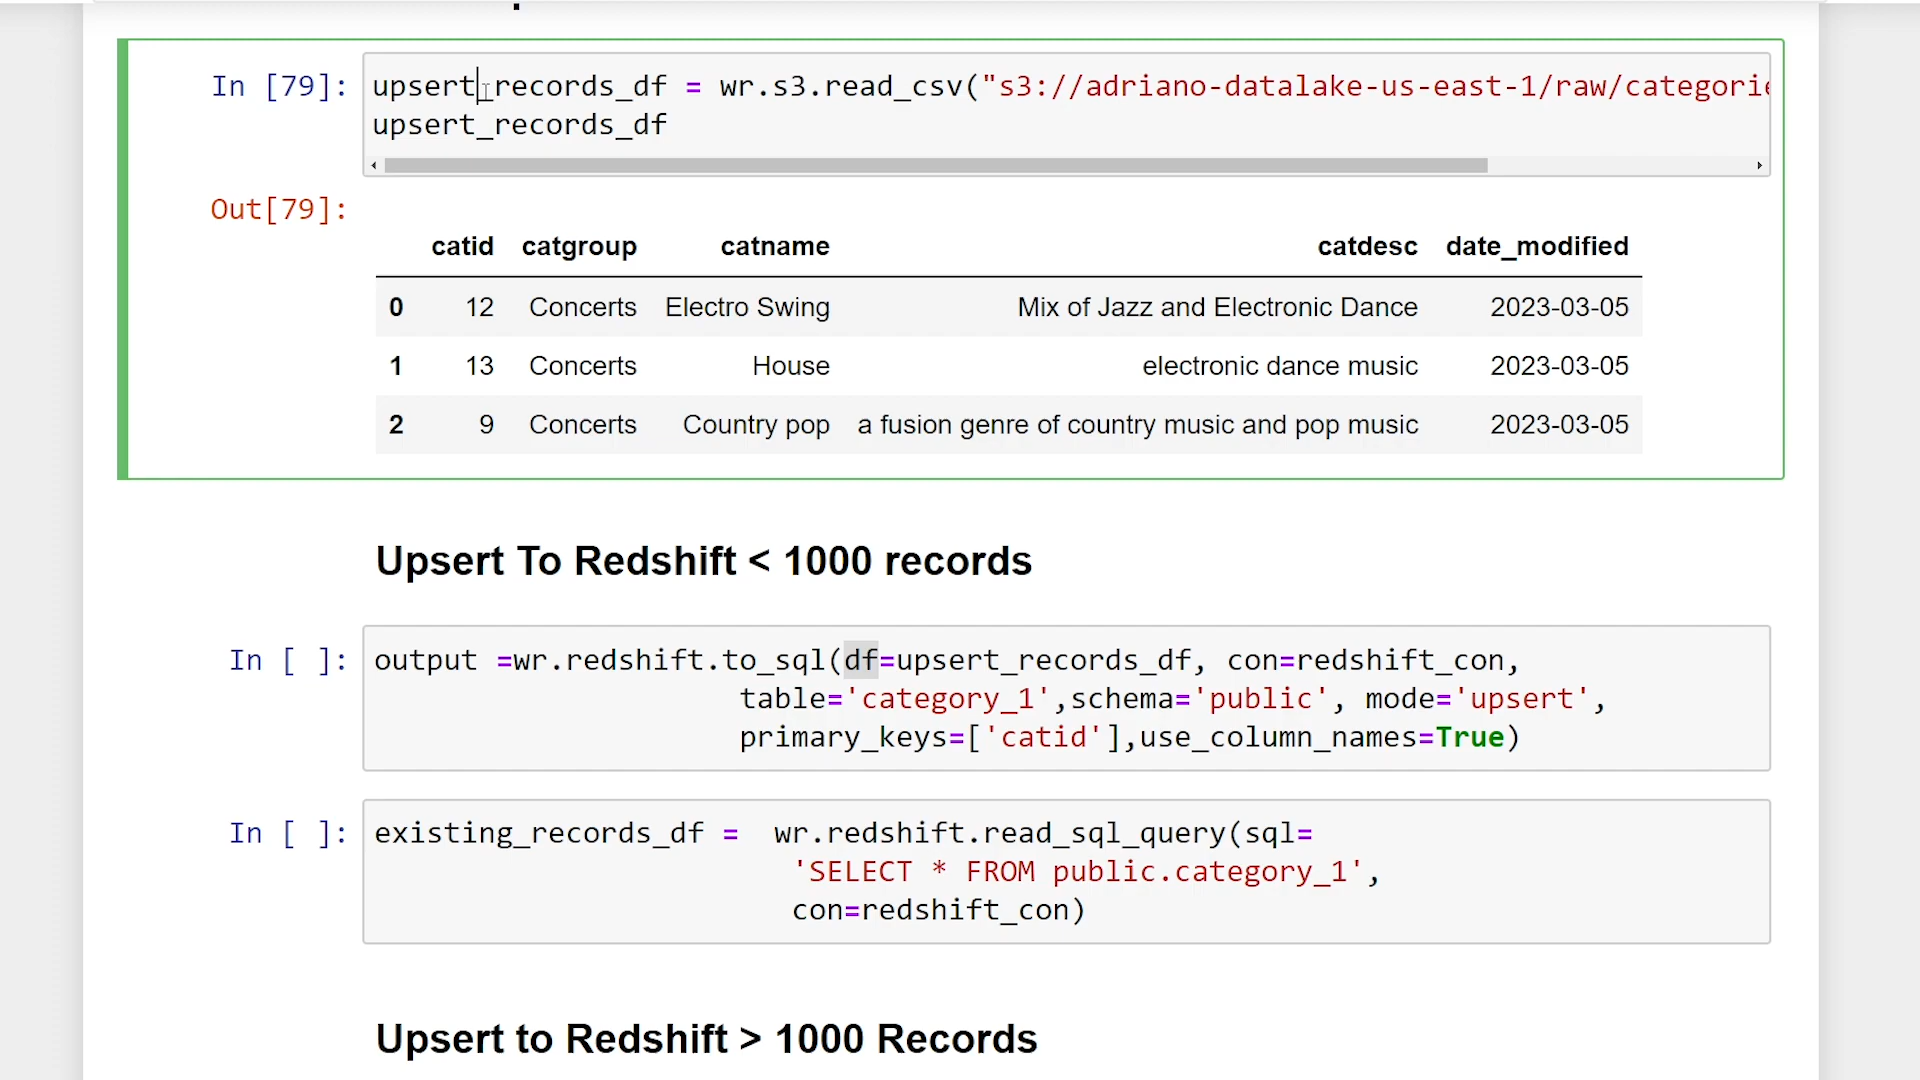 In [79]: upsert_records_df = wr.s3.read_csv("s3://adriano-datalake-us-east-1/raw/categorie
upsert_records_df
Out[79]:
catid catgroup catname catdesc date_modified
0 12 Concerts Electro Swing Mix of Jazz and Electronic Dance 2023-03-05
1 13 Concerts House electronic dance music 2023-03-05
2 9 Concerts Country pop a fusion genre of country music and pop music 2023-03-05
Upsert To Redshift < 1000 records
In [ ]: output =wr.redshift.to_sql(df=upsert_records_df, con=redshift_con,
table='category_1',schema='public', mode='upsert',
primary_keys=['catid'],use_column_names=True)
In [ ]: existing_records_df = wr.redshift.read_sql_query(sql=
'SELECT * FROM public.category_1',
con=redshift_con)
Upsert to Redshift > 1000 Records